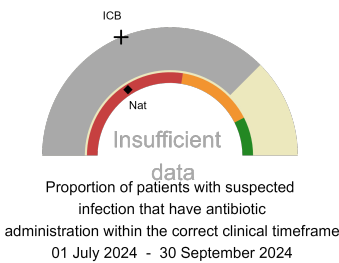 ICB
Nat
Insufficient
data
Proportion of patients with suspected
infection that have antibiotic
administration within the correct clinical timeframe
01 July 2024 - 30 September 2024